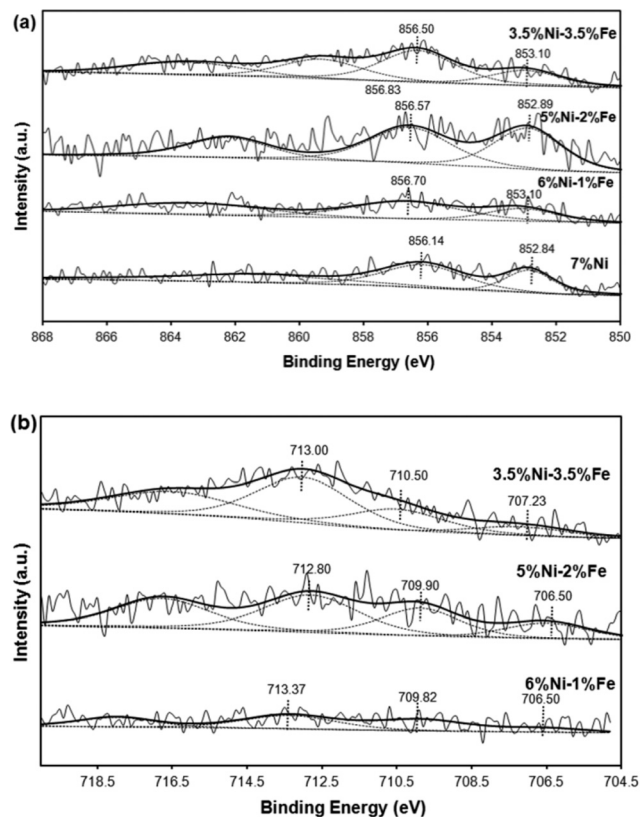 (a)
856.50
3.5%Ni-3.5%Fe
853.10
856.83
856.57
852.89
5%Ni-2%Fe
6%Ni-1%Fe
856.70
853.10
856.14
852.84
7%Ni
Intensity (a.u.)
868 866 864 862 860 858 856 854 852 850
Binding Energy (eV)
(b)
713.00
710.50
3.5%Ni-3.5%Fe
707.23
5%Ni-2%Fe
712.80
709.90
706.50
6%Ni-1%Fe
713.37
709.82
706.50
Intensity (a.u.)
718.5 716.5 714.5 712.5 710.5 708.5 706.5 704.5
Binding Energy (eV)